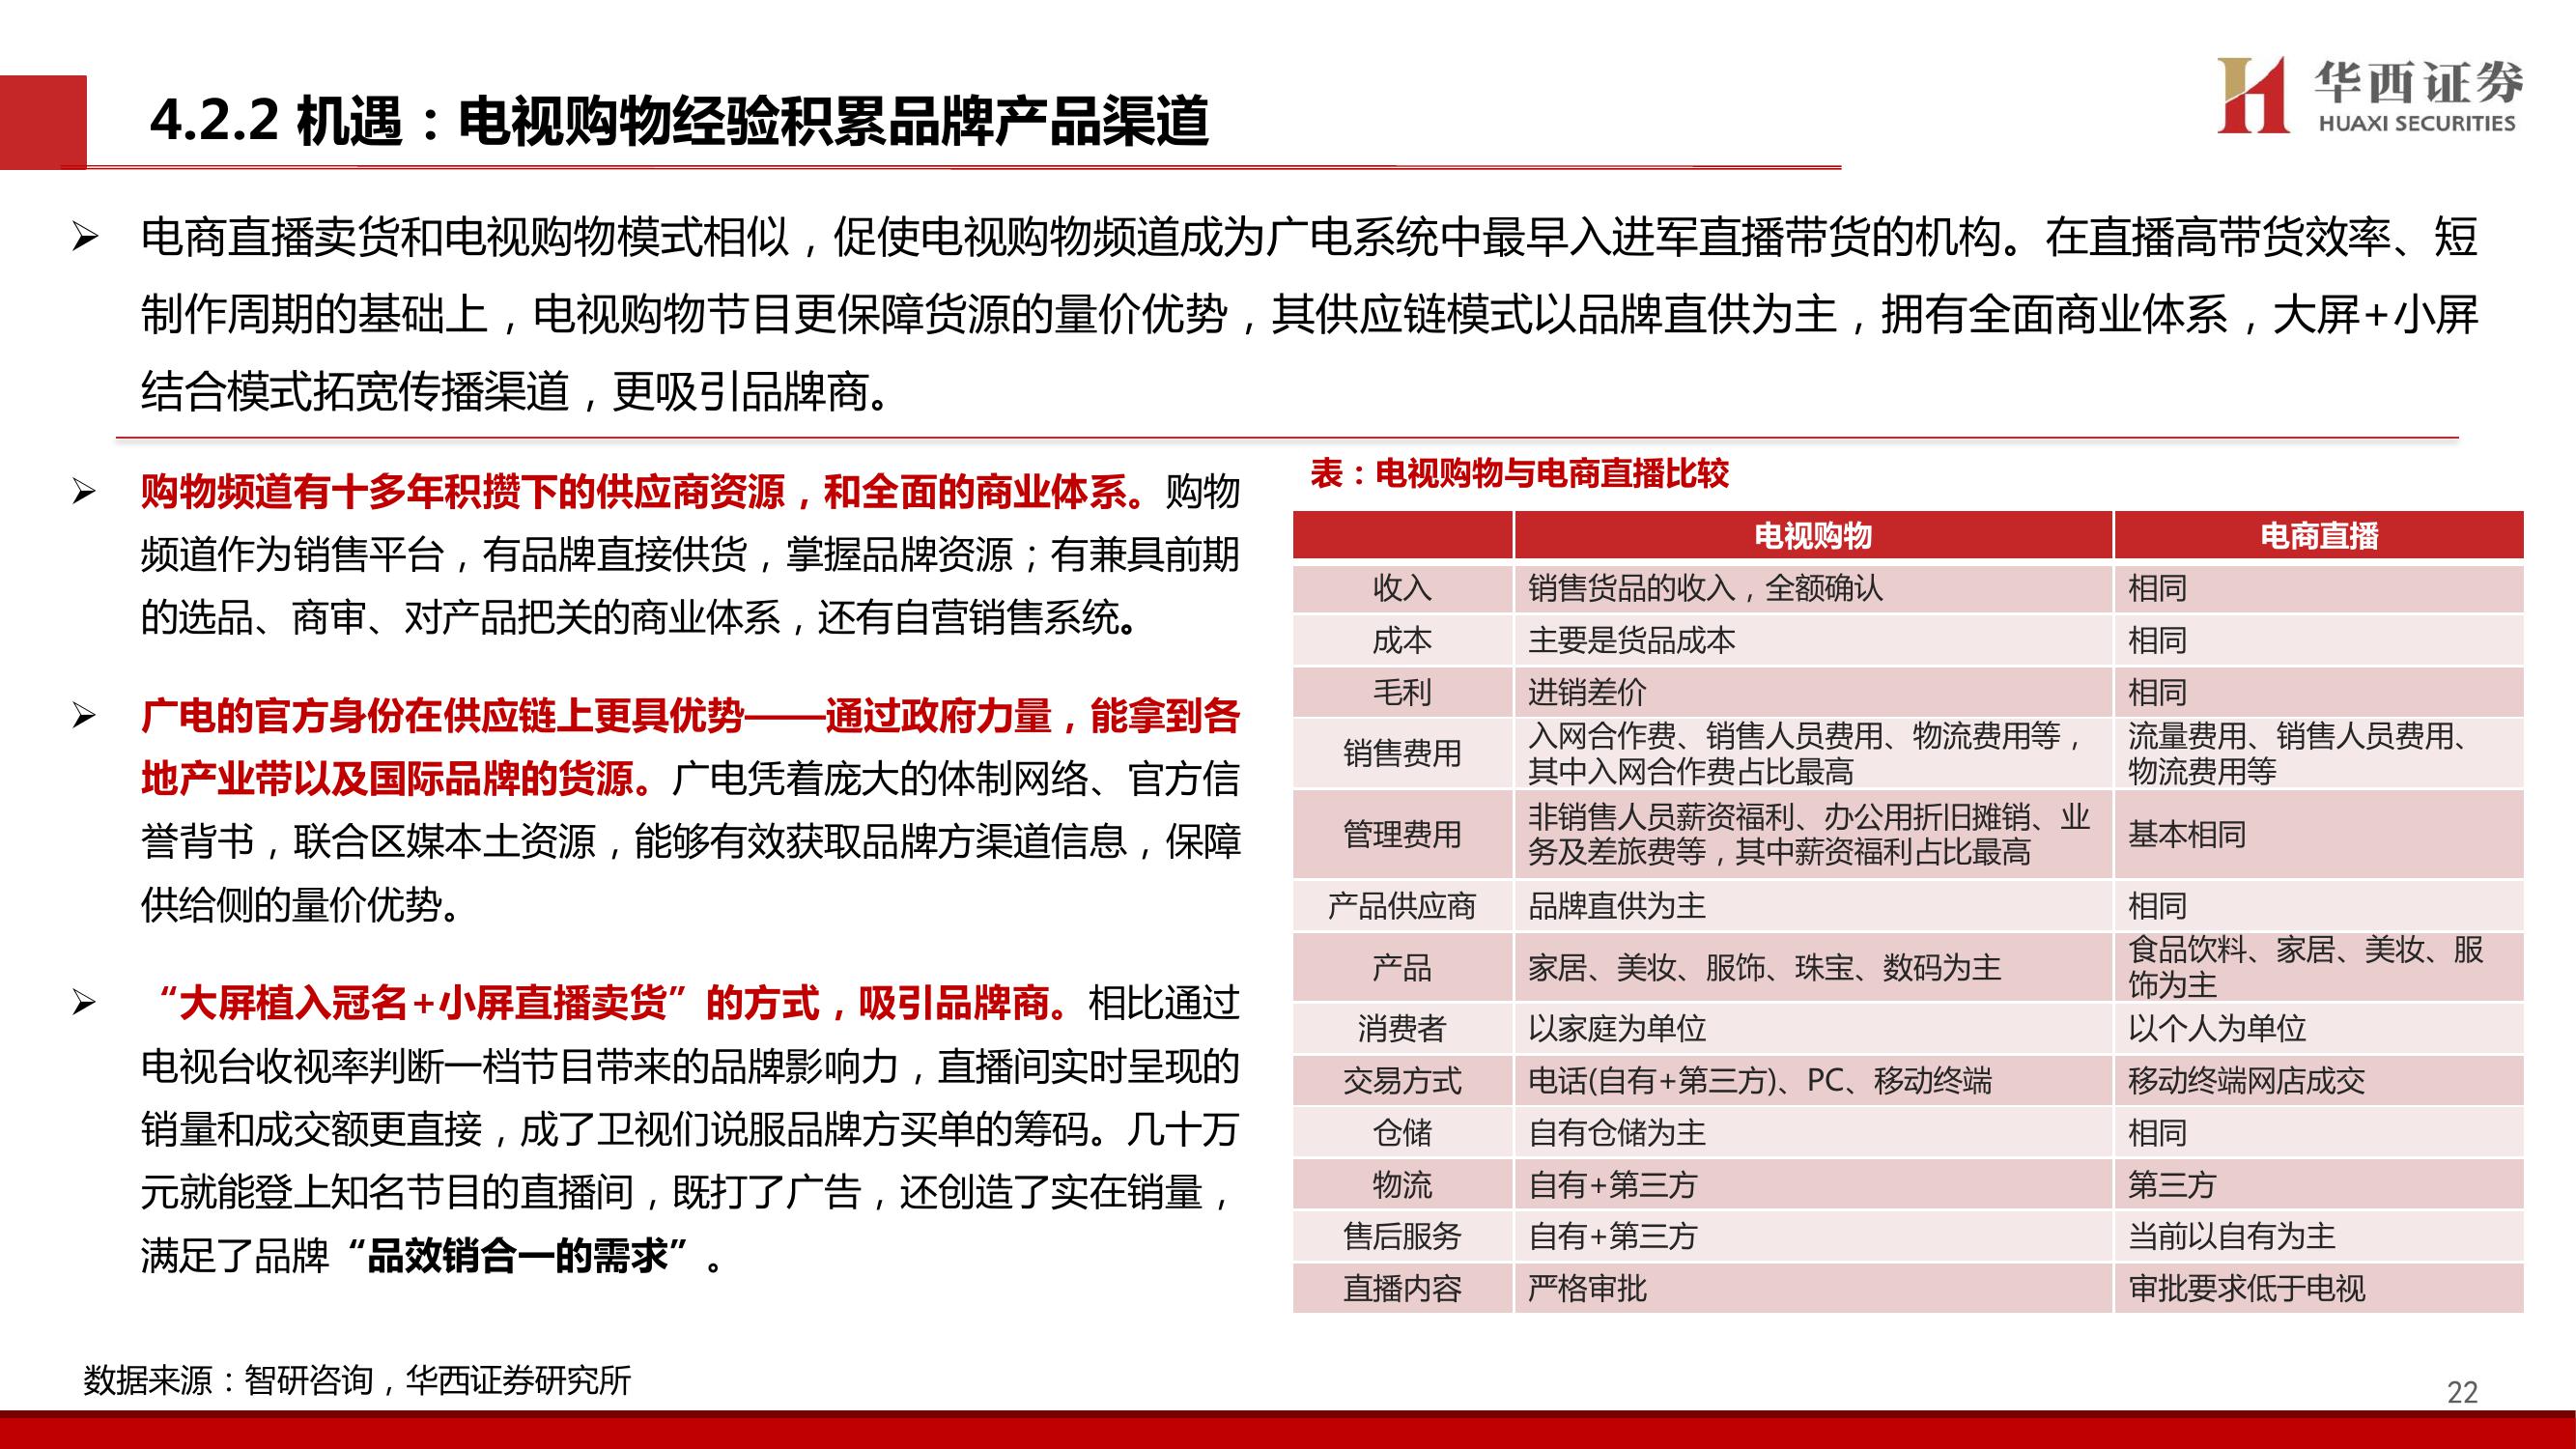 4.2.2 机遇：电视购物经验积累品牌产品渠道
华西证券
HUAXI SECURITIES
➢ 电商直播卖货和电视购物模式相似，促使电视购物频道成为广电系统中最早入进军直播带货的机构。在直播高带货效率、短
制作周期的基础上，电视购物节目更保障货源的量价优势，其供应链模式以品牌直供为主，拥有全面商业体系，大屏+小屏
结合模式拓宽传播渠道，更吸引品牌商。
➢ 购物频道有十多年积攒下的供应商资源，和全面的商业体系。购物
频道作为销售平台，有品牌直接供货，掌握品牌资源；有兼具前期
的选品、商审、对产品把关的商业体系，还有自营销售系统。
➢ 广电的官方身份在供应链上更具优势——通过政府力量，能拿到各
地产业带以及国际品牌的货源。广电凭着庞大的体制网络、官方信
誉背书，联合区媒本土资源，能够有效获取品牌方渠道信息，保障
供给侧的量价优势。
➢ “大屏植入冠名+小屏直播卖货”的方式，吸引品牌商。相比通过
电视台收视率判断一档节目带来的品牌影响力，直播间实时呈现的
销量和成交额更直接，成了卫视们说服品牌方买单的筹码。几十万
元就能登上知名节目的直播间，既打了广告，还创造了实在销量，
满足了品牌“品效销合一的需求”。
表：电视购物与电商直播比较
电视购物 电商直播
收入 销售货品的收入，全额确认 相同
成本 主要是货品成本 相同
毛利 进销差价 相同
销售费用 入网合作费、销售人员费用、物流费用等，
其中入网合作费占比最高 流量费用、销售人员费用、
物流费用等
管理费用 非销售人员薪资福利、办公用折旧摊销、业
务及差旅费等，其中薪资福利占比最高 基本相同
产品供应商 品牌直供为主 相同
产品 家居、美妆、服饰、珠宝、数码为主 食品饮料、家居、美妆、服
饰为主
消费者 以家庭为单位 以个人为单位
交易方式 电话(自有+第三方)、PC、移动终端 移动终端网店成交
仓储 自有仓储为主 相同
物流 自有+第三方 第三方
售后服务 自有+第三方 当前以自有为主
直播内容 严格审批 审批要求低于电视
数据来源：智研咨询，华西证券研究所
22